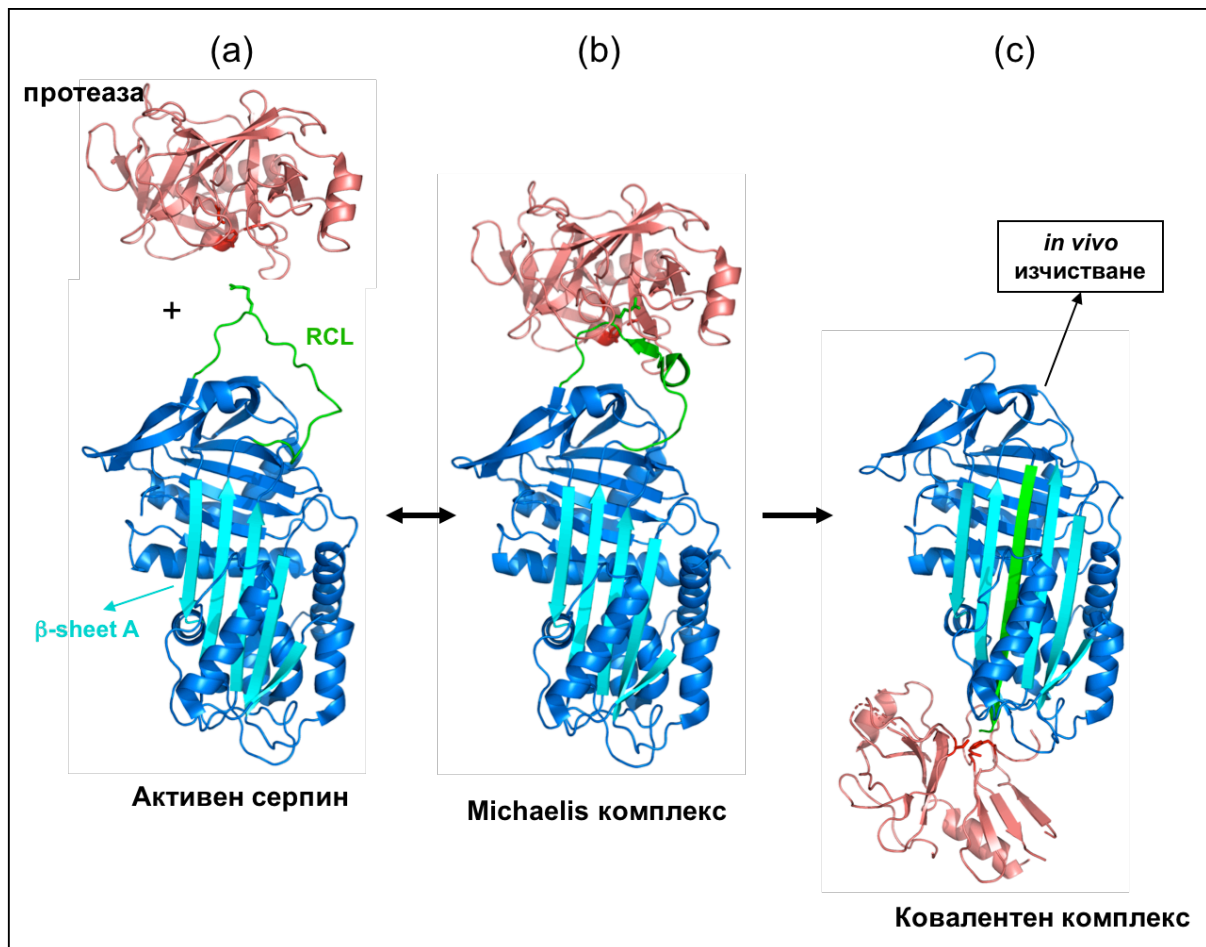 (a)
(b)
(c)
протеаза
+
RCL
in vivo
изчистване
β-sheet A
Активен серпин
Michaelis комплекс
Ковалентен комплекс